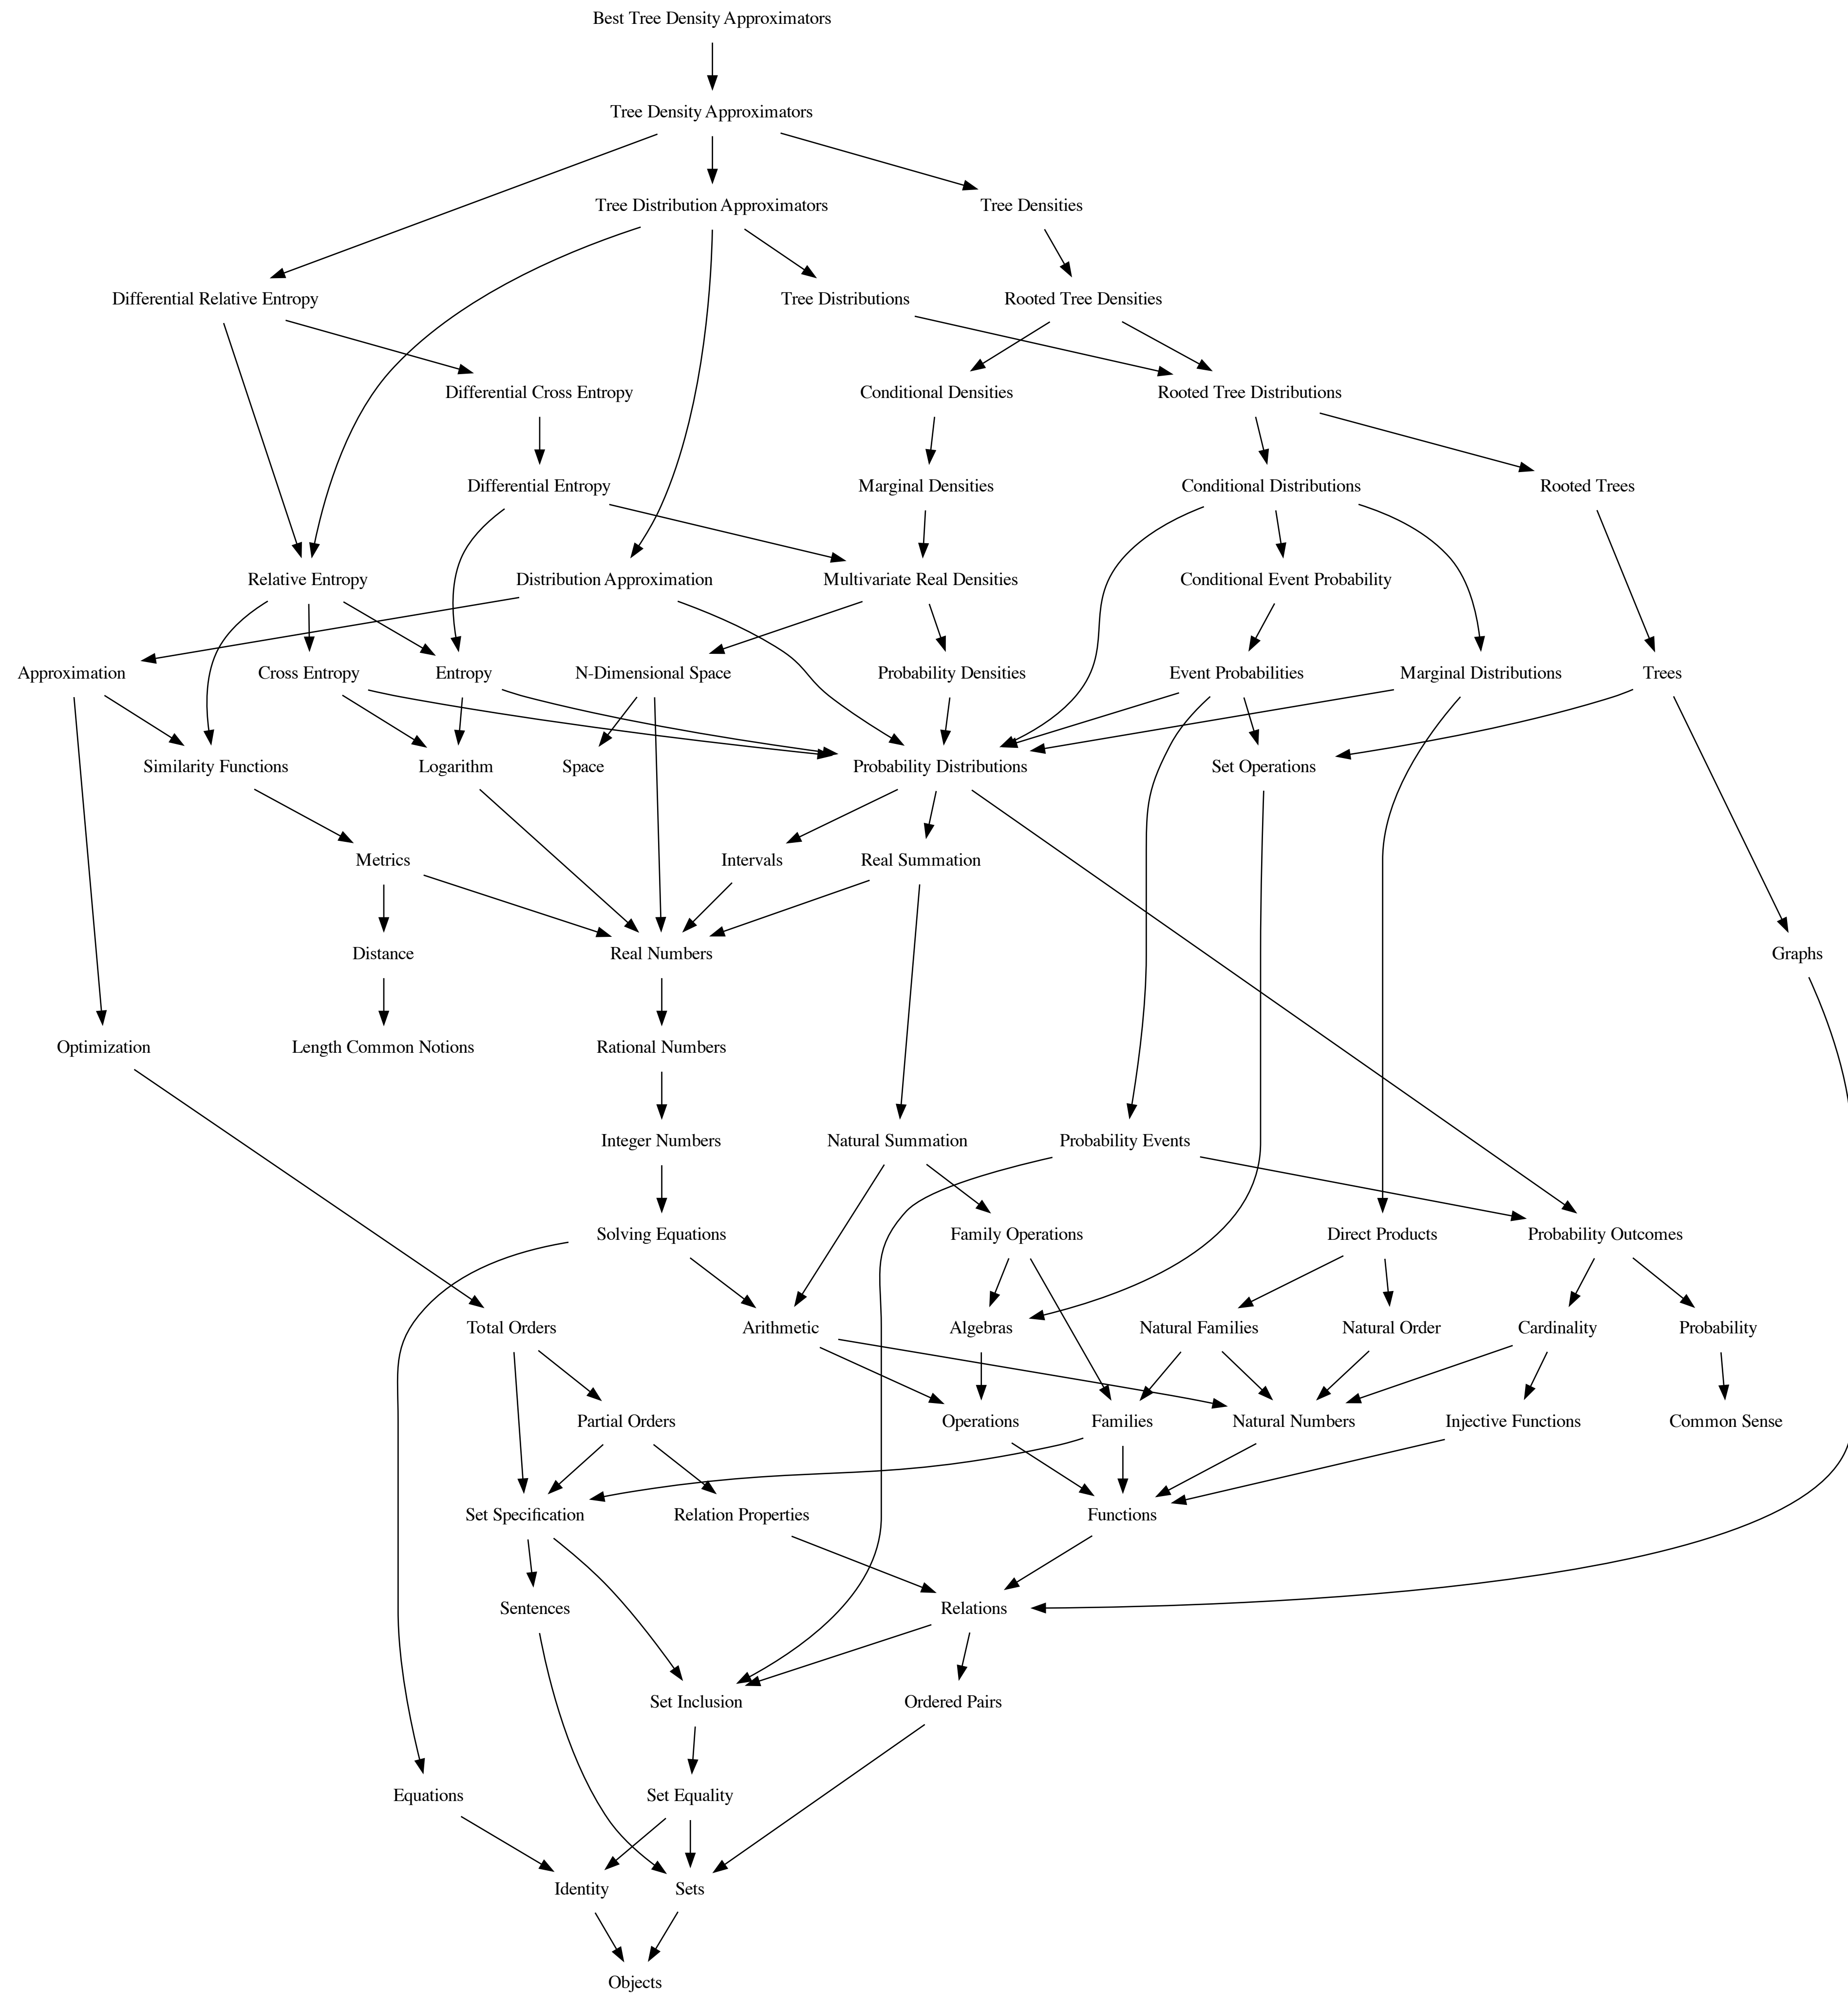 Best Tree Density Approximators
Tree Density Approximators
Tree Distribution Approximators
Tree Densities
Differential Relative Entropy
Tree Distributions
Rooted Tree Densities
Differential Cross Entropy
Conditional Densities
Rooted Tree Distributions
Differential Entropy
Marginal Densities
Conditional Distributions
Rooted Trees
Relative Entropy
Distribution Approximation
Multivariate Real Densities
Conditional Event Probability
Approximation
Cross Entropy
Entropy
N-Dimensional Space
Probability Densities
Event Probabilities
Marginal Distributions
Trees
Similarity Functions
Logarithm
Space
Probability Distributions
Set Operations
Metrics
Intervals
Real Summation
Distance
Real Numbers
Graphs
Optimization
Length Common Notions
Rational Numbers
Integer Numbers
Natural Summation
Probability Events
Solving Equations
Family Operations
Direct Products
Probability Outcomes
Total Orders
Arithmetic
Algebras
Natural Families
Natural Order
Cardinality
Probability
Partial Orders
Operations
Families
Natural Numbers
Injective Functions
Common Sense
Set Specification
Relation Properties
Functions
Sentences
Relations
Set Inclusion
Ordered Pairs
Equations
Set Equality
Identity
Sets
Objects